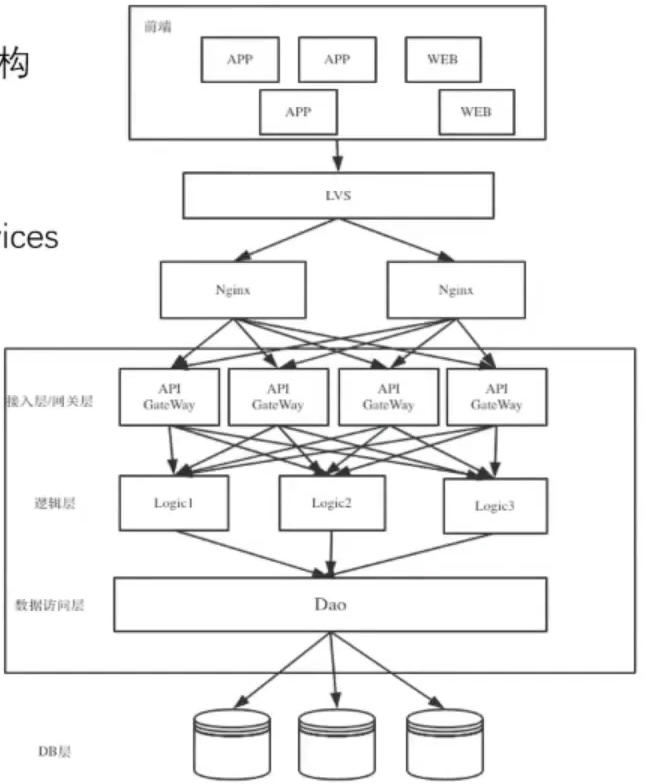 前端
构
APP
APP
WEB
APP
WEB
LVS
ices
Nginx
Nginx
接入层/网关层
API
GateWay
API
GateWay
API
GateWay
API
GateWay
逻辑层
Logic1
Logic2
Logic3
数据访问层
Dao
DB层